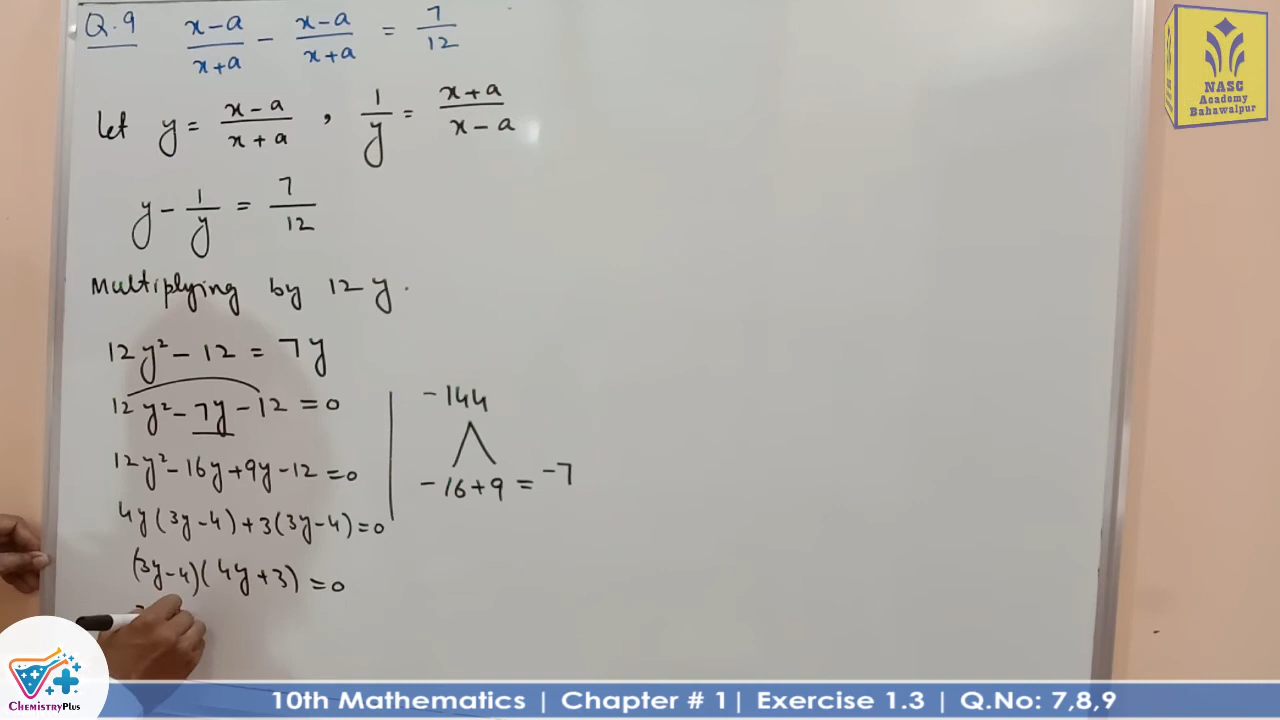 Q.9 x-a/x+a - x-a/x+a = 7/12
Let y = x-a/x+a , 1/y = x+a/x-a
y - 1/y = 7/12
Multiplying by 12y.
12y² - 12 = 7y
12y² - 7y - 12 = 0
12y² - 16y + 9y - 12 = 0
4y(3y-4) + 3(3y-4) = 0
(3y-4)(4y+3) = 0
-144
-16+9 = -7
NASC
Academy
Bahawalpur
ChemistryPlus
10th Mathematics | Chapter # 1| Exercise 1.3 | Q.No: 7,8,9